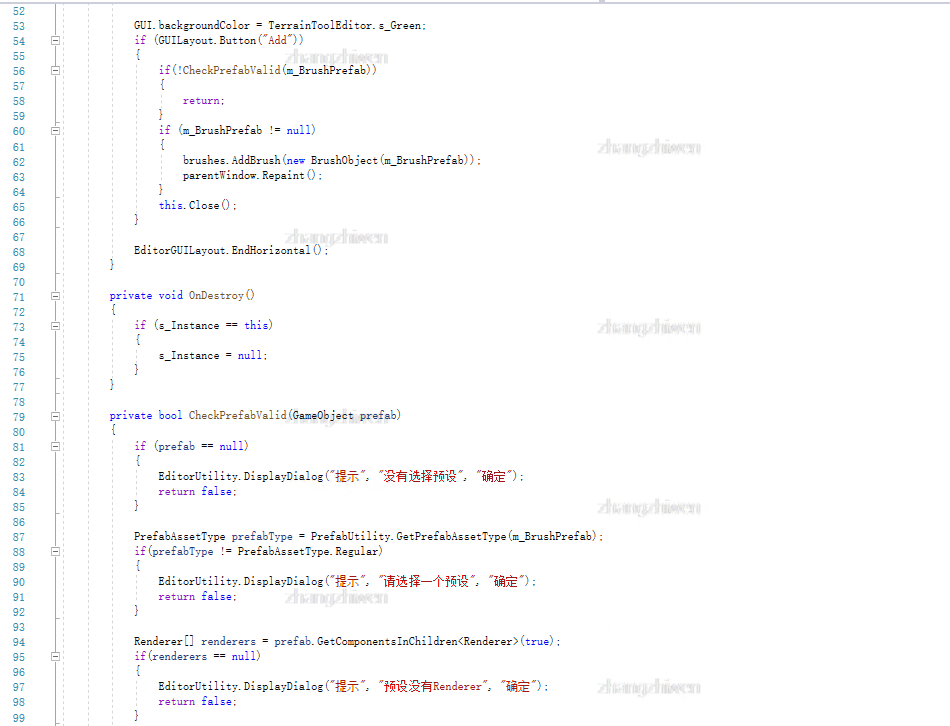 52
53 GUI.backgroundColor = TerrainToolEditor.s_Green;
54 if (GUILayout.Button("Add"))
55 {
zhangzhiwen
56 if(!CheckPrefabValid(m_BrushPrefab))
57 {
58 return;
59 }
60 if (m_BrushPrefab != null)
61 {
zhangzhiwen
62 brushes.AddBrush(new BrushObject(m_BrushPrefab));
63 parentWindow.Repaint();
64 }
65 this.Close();
66 }
67
zhangzhiwen
68 EditorGUILayout.EndHorizontal();
69 }
70
71 private void OnDestroy()
72 {
73 if (s_Instance == this)
zhangzhiwen
74 {
75 s_Instance = null;
76 }
77 }
78
79 private bool CheckPrefabValid(GameObject prefab)
zhangzhiwen
80 {
81 if (prefab == null)
82 {
83 EditorUtility.DisplayDialog("提示", "没有选择预设", "确定");
84 return false;
85 }
zhangzhiwen
86
87 PrefabAssetType prefabType = PrefabUtility.GetPrefabAssetType(m_BrushPrefab);
88 if(prefabType != PrefabAssetType.Regular)
89 {
90 EditorUtility.DisplayDialog("提示", "请选择一个预设", "确定");
91 return false;
zhangzhiwen
92 }
93
94 Renderer[] renderers = prefab.GetComponentsInChildren<Renderer>(true);
95 if(renderers == null)
96 {
97 EditorUtility.DisplayDialog("提示", "预设没有Renderer", "确定");
zhangzhiwen
98 return false;
99 }